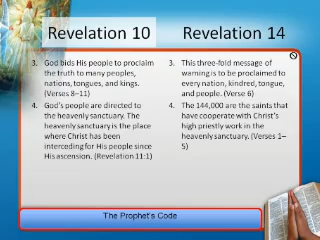 Revelation 10
3. God bids His people to proclaim
the truth to many peoples,
nations, tongues, and kings.
(Verses 8–11)
4. God's people are directed to
the heavenly sanctuary. The
heavenly sanctuary is the place
where Christ has been
interceding for His people since
His ascension. (Revelation 11:1)
Revelation 14
3. This three-fold message of
warning is to be proclaimed to
every nation, kindred, tongue,
and people. (Verse 6)
4. The 144,000 are the saints that
have cooperate with Christ's
high priestly work in the
heavenly sanctuary. (Verses 1–
5)
The Prophet's Code